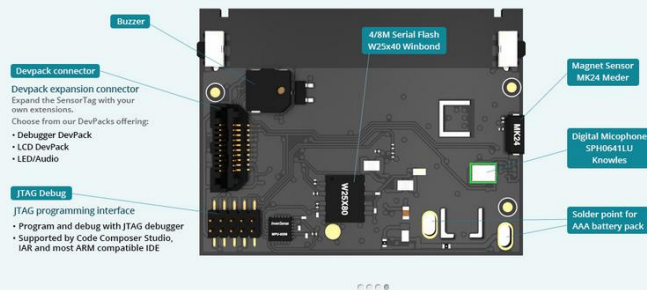 Buzzer
4/8M Serial Flash
W25x40 Winbond
Devpack connector
Devpack expansion connector
Expand the SensorTag with your
own extensions.
Choose from our DevPacks offering:
• Debugger DevPack
• LCD DevPack
• LED/Audio
Magnet Sensor
MK24 Meder
MK24
Digital Micophone
SPH0641LU
Knowles
W25X80
JTAG Debug
JTAG programming interface
• Program and debug with JTAG debugger
• Supported by Code Composer Studio,
IAR and most ARM compatible IDE
Solder point for
AAA battery pack